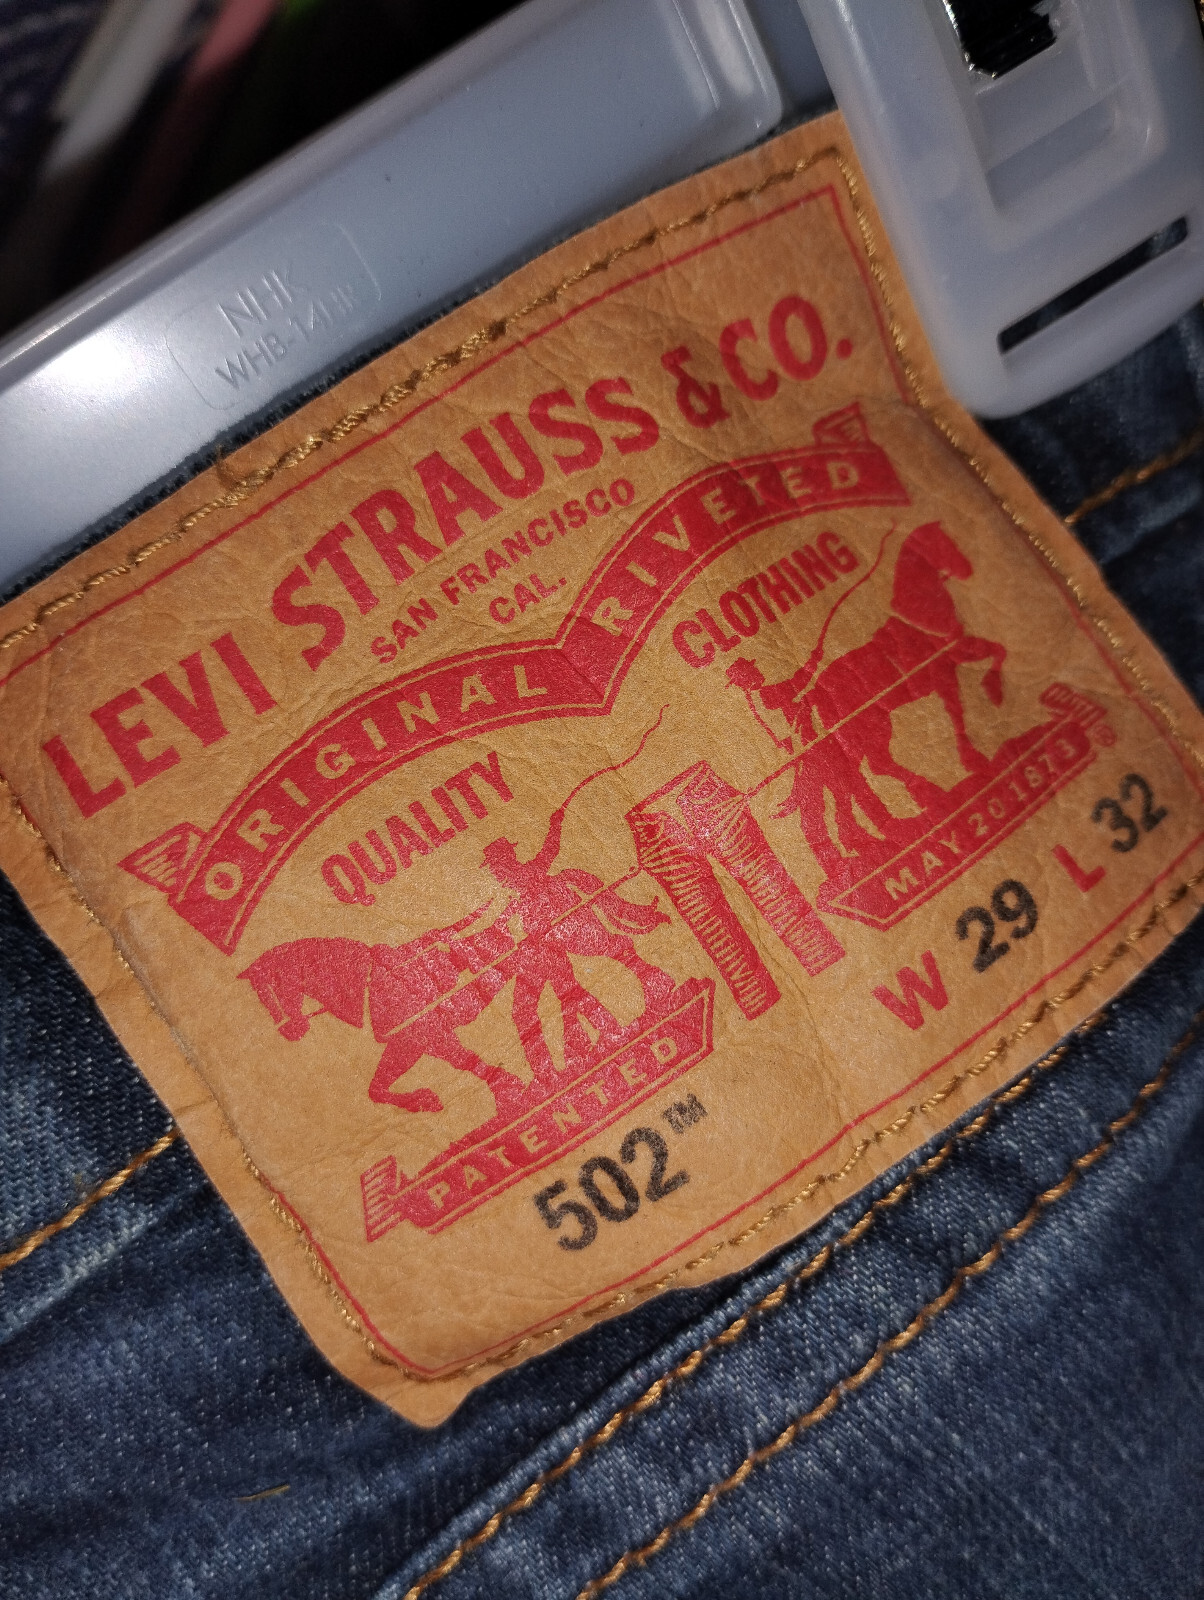 NHK
WHB-14HR
LEVI STRAUSS & CO.
SAN FRANCISCO
CAL.
ORIGINAL RIVETED
QUALITY CLOTHING
PATENTED MAY 20 1873 ®
502™ W 29 L 32